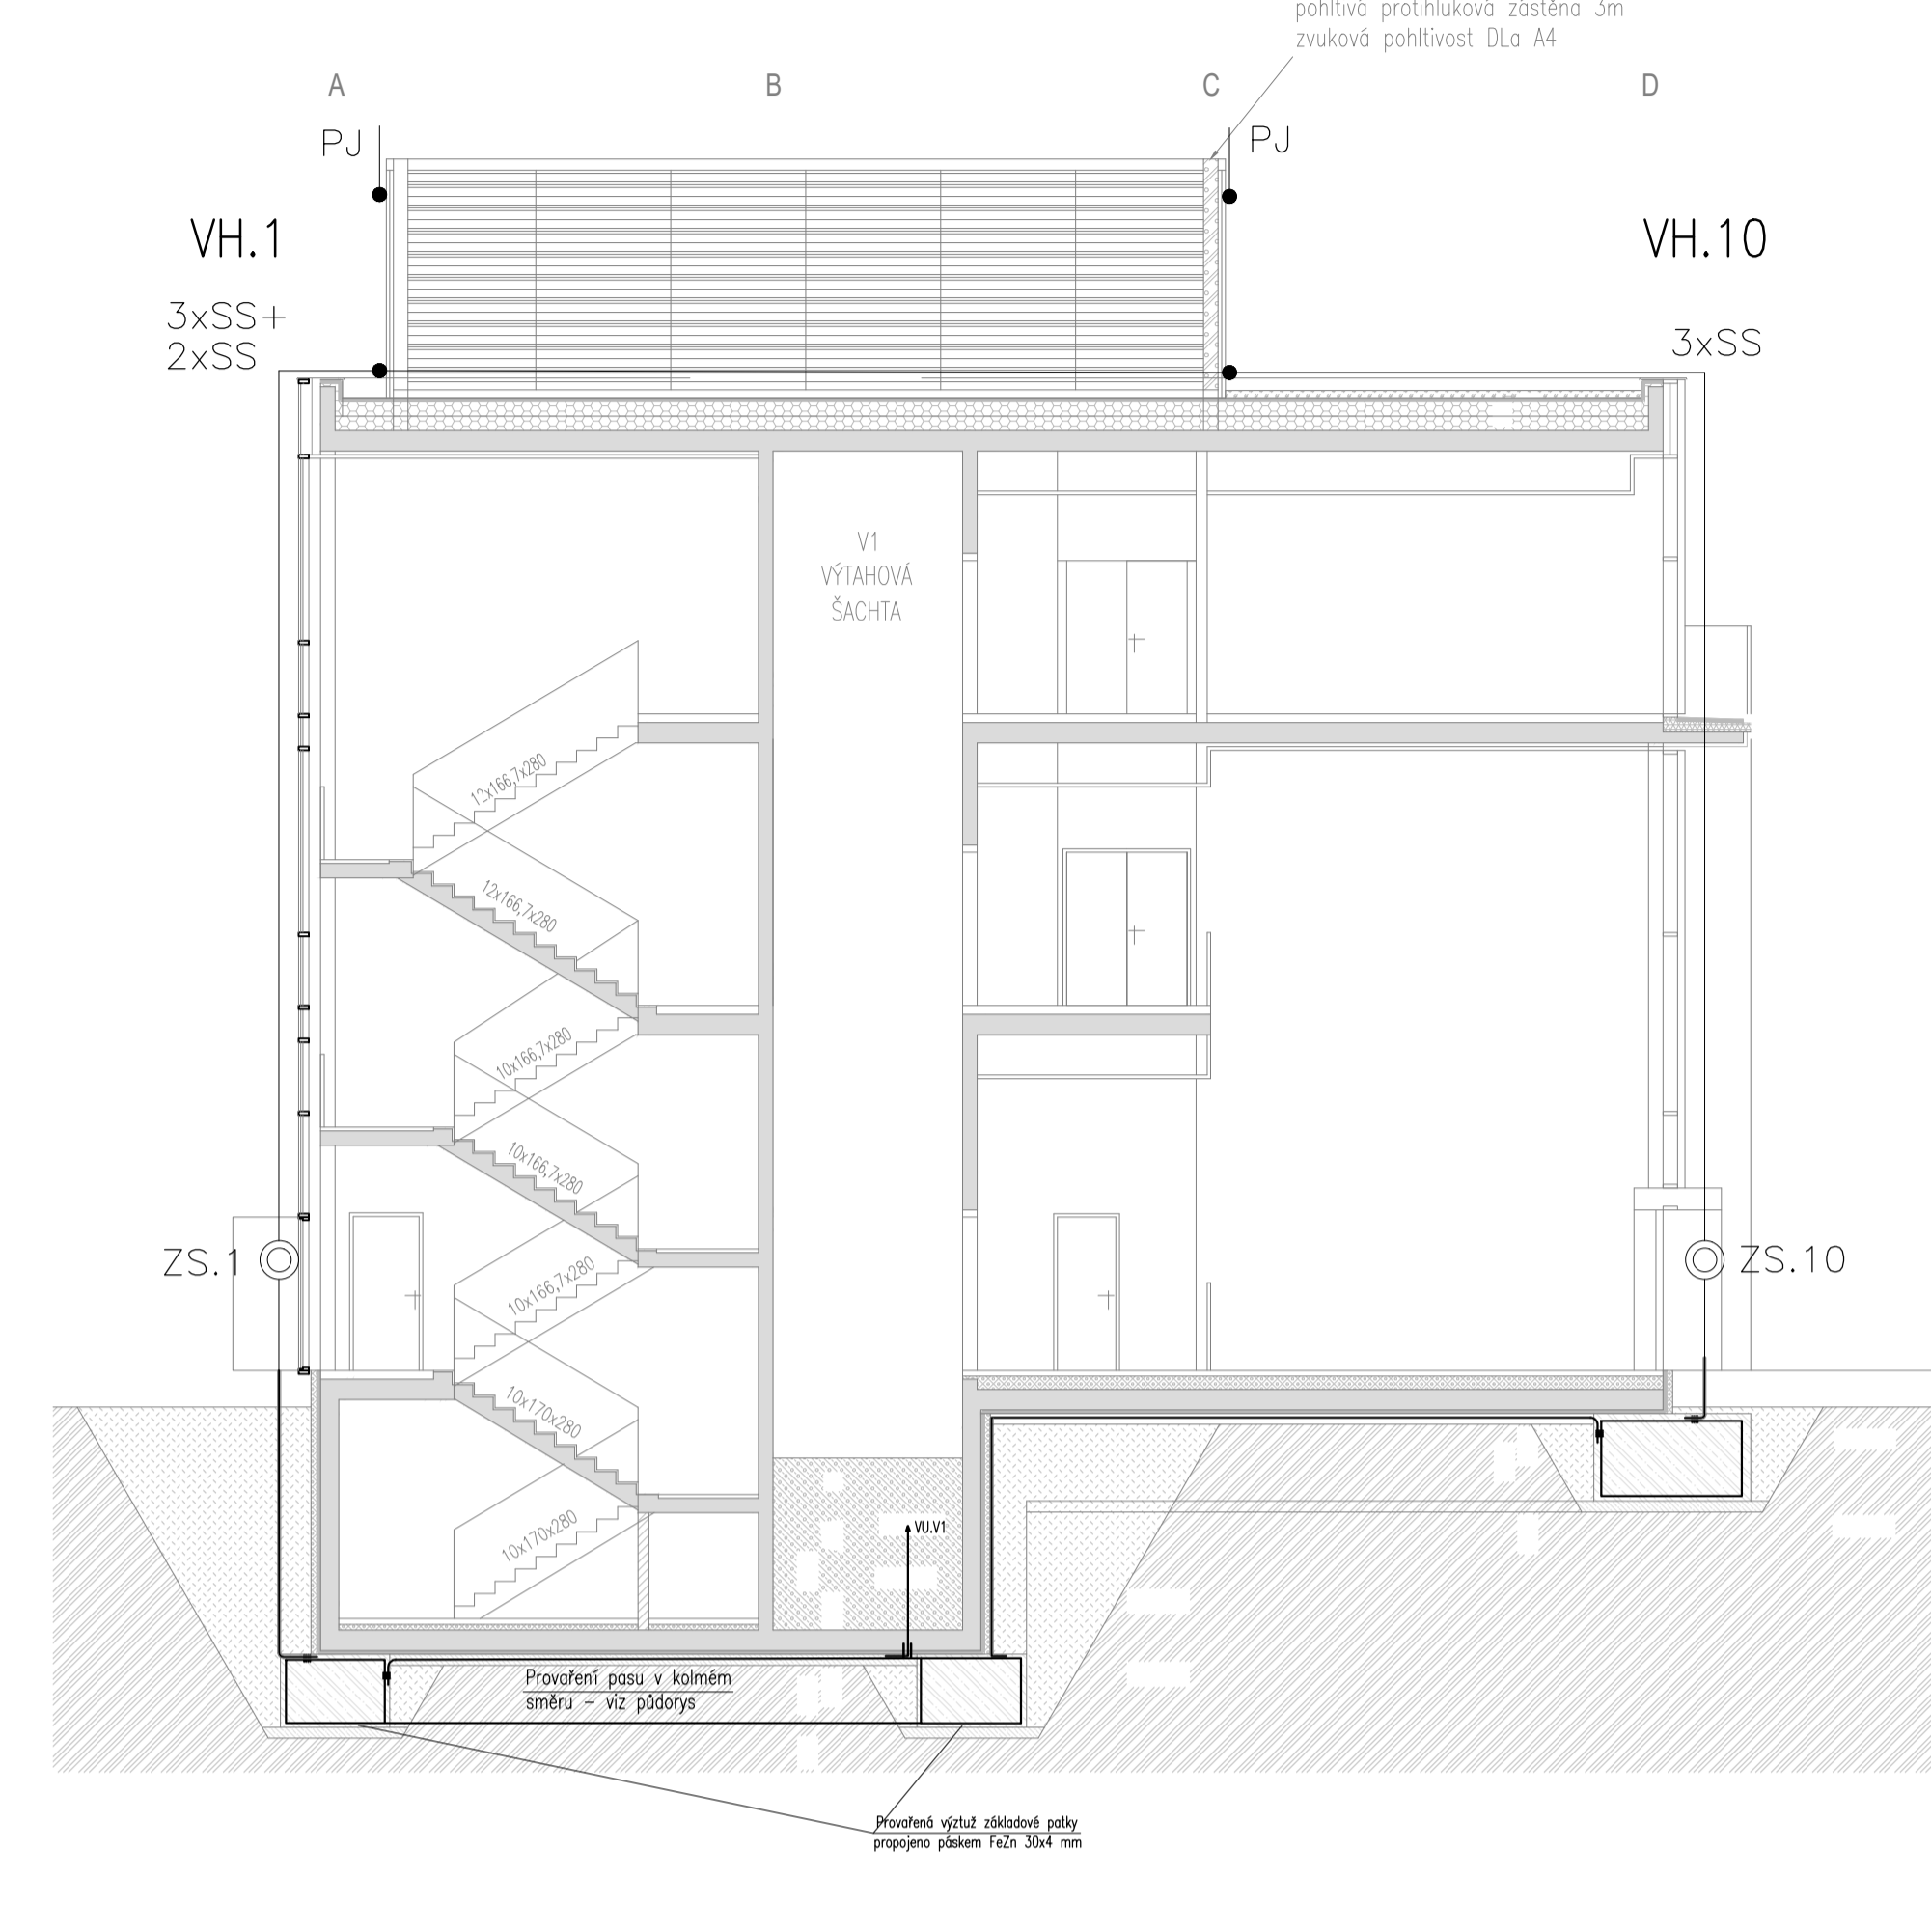 pohltivá protihluková zástěna 3m
zvuková pohltivost DLa A4
A
B
C
D
PJ
PJ
VH.1
VH.10
3xSS+
2xSS
3xSS
V1
VÝTAHOVÁ
ŠACHTA
12x166,7x280
12x166,7x280
10x166,7x280
10x166,7x280
ZS.1
ZS.10
10x166,7x280
10x170x280
10x170x280
VU.V1
Provaření pasu v kolmém
směru – viz půdorys
Provařená výztuž základové patky
propojeno páskem FeZn 30x4 mm